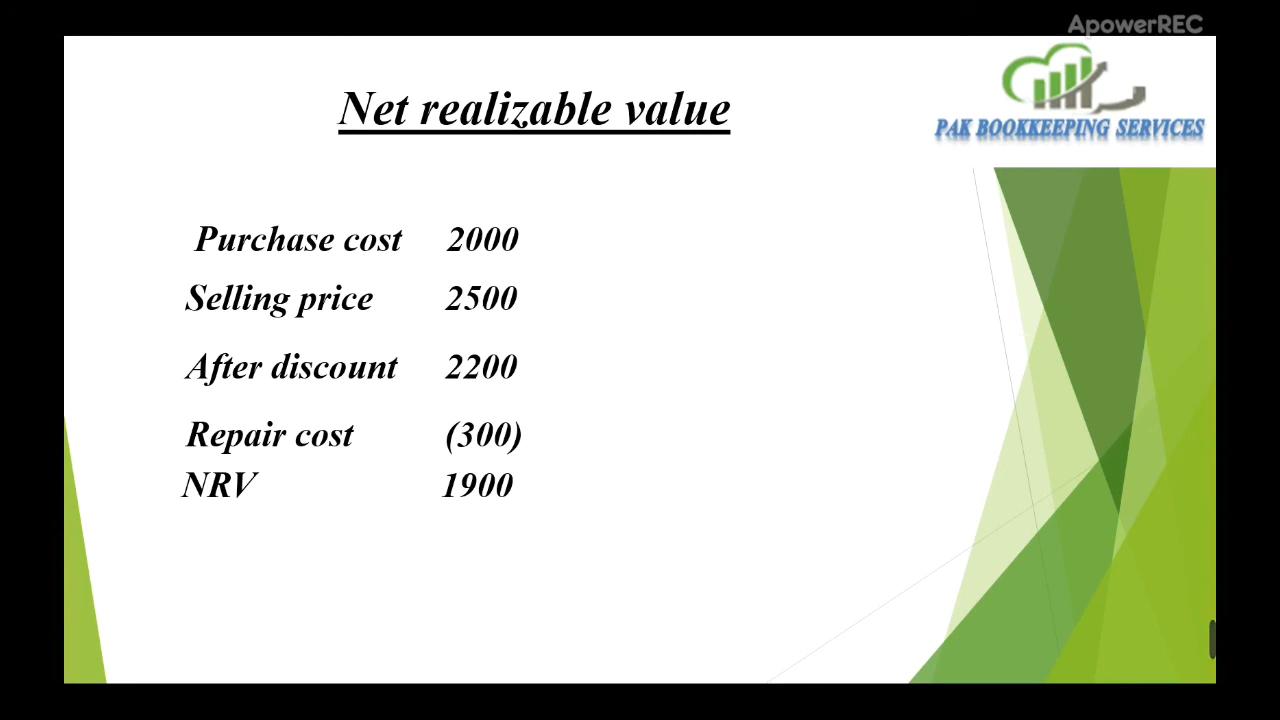 ApowerREC
Net realizable value
PAK BOOKKEEPING SERVICES
Purchase cost 2000
Selling price 2500
After discount 2200
Repair cost (300)
NRV 1900